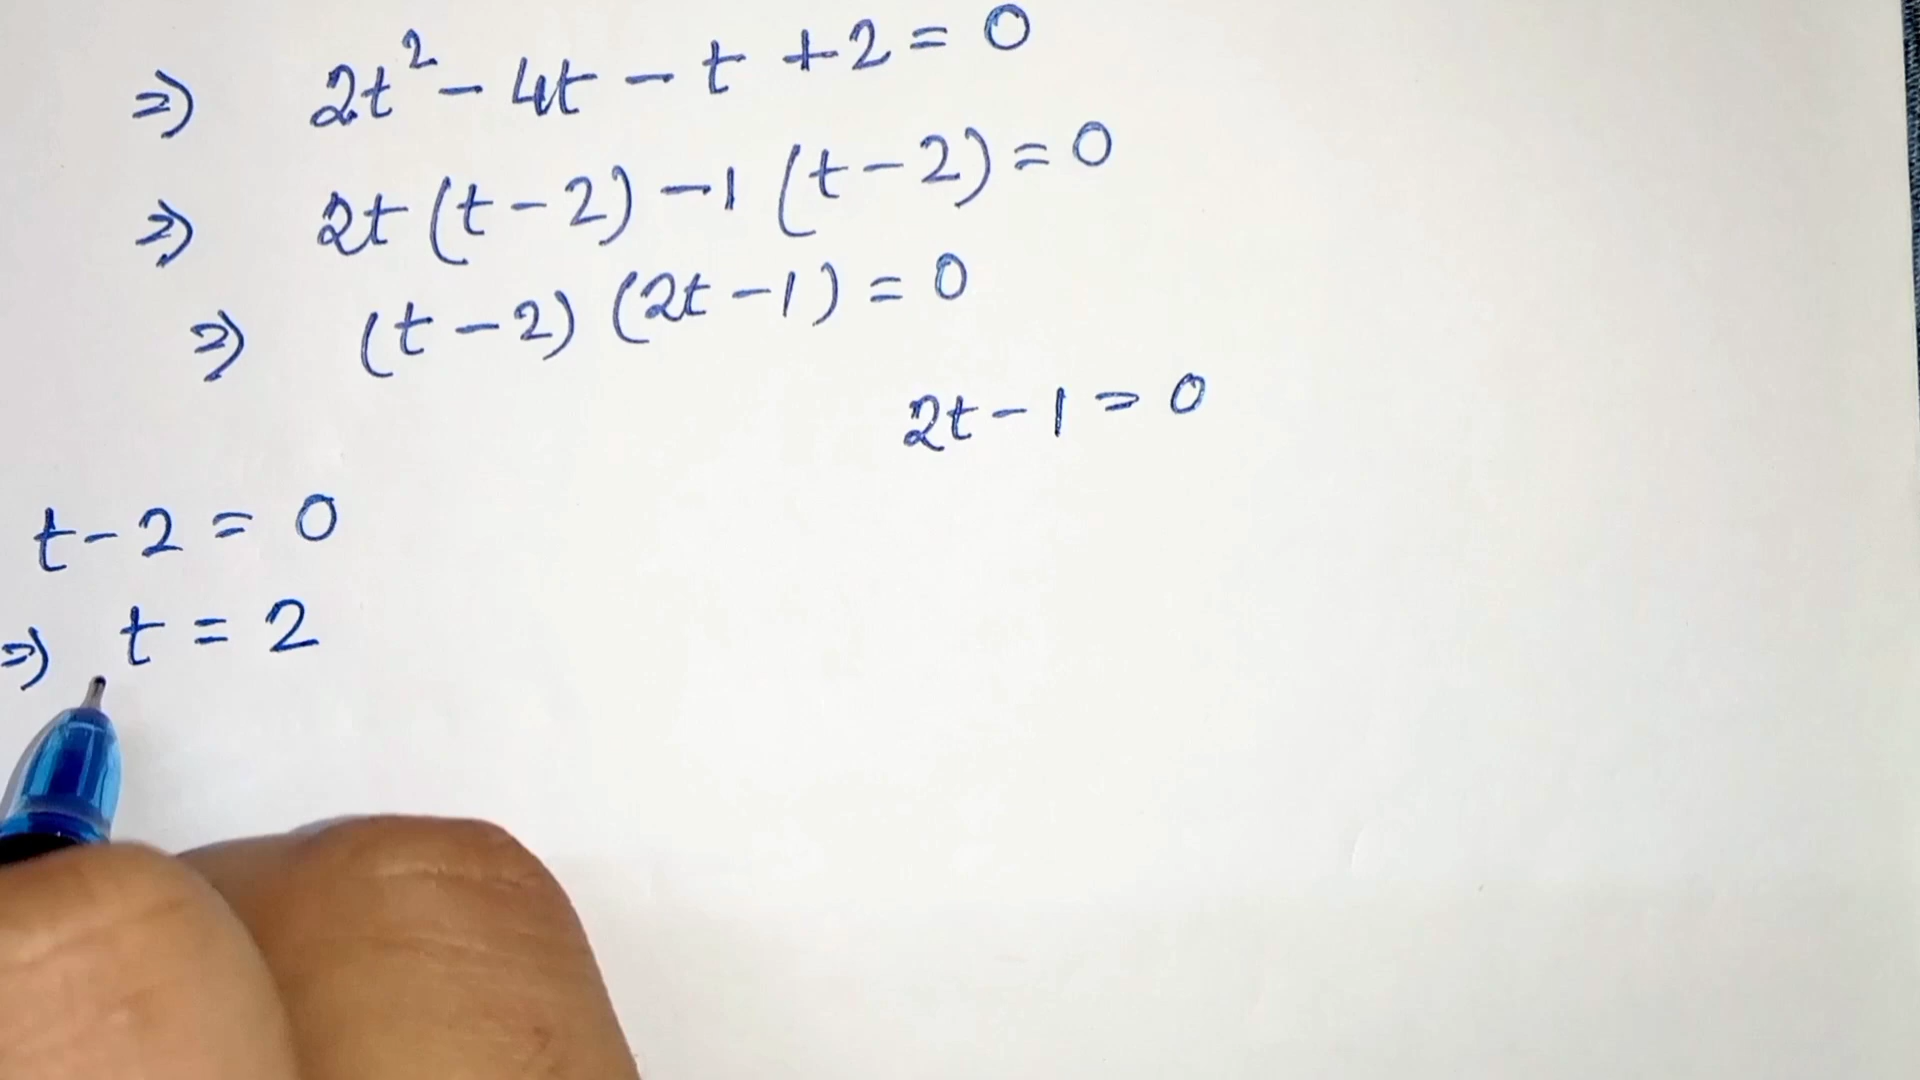 ⇒ 2t² - 4t - t + 2 = 0
⇒ 2t (t - 2) - 1 (t - 2) = 0
⇒ (t - 2) (2t - 1) = 0
2t - 1 = 0
t - 2 = 0
⇒ t = 2